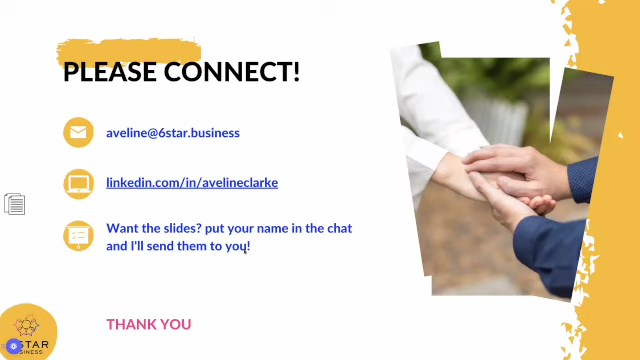 PLEASE CONNECT!
aveline@6star.business
linkedin.com/in/avelineclarke
Want the slides? put your name in the chat
and I'll send them to you!
THANK YOU
STAR
BUSINESS